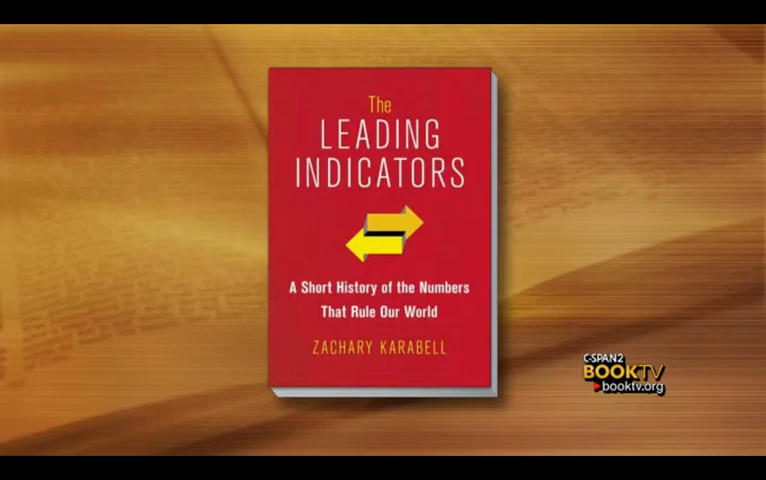 The
LEADING
INDICATORS
A Short History of the Numbers
That Rule Our World
ZACHARY KARABELL
C-SPAN2
BOOKTV
booktv.org